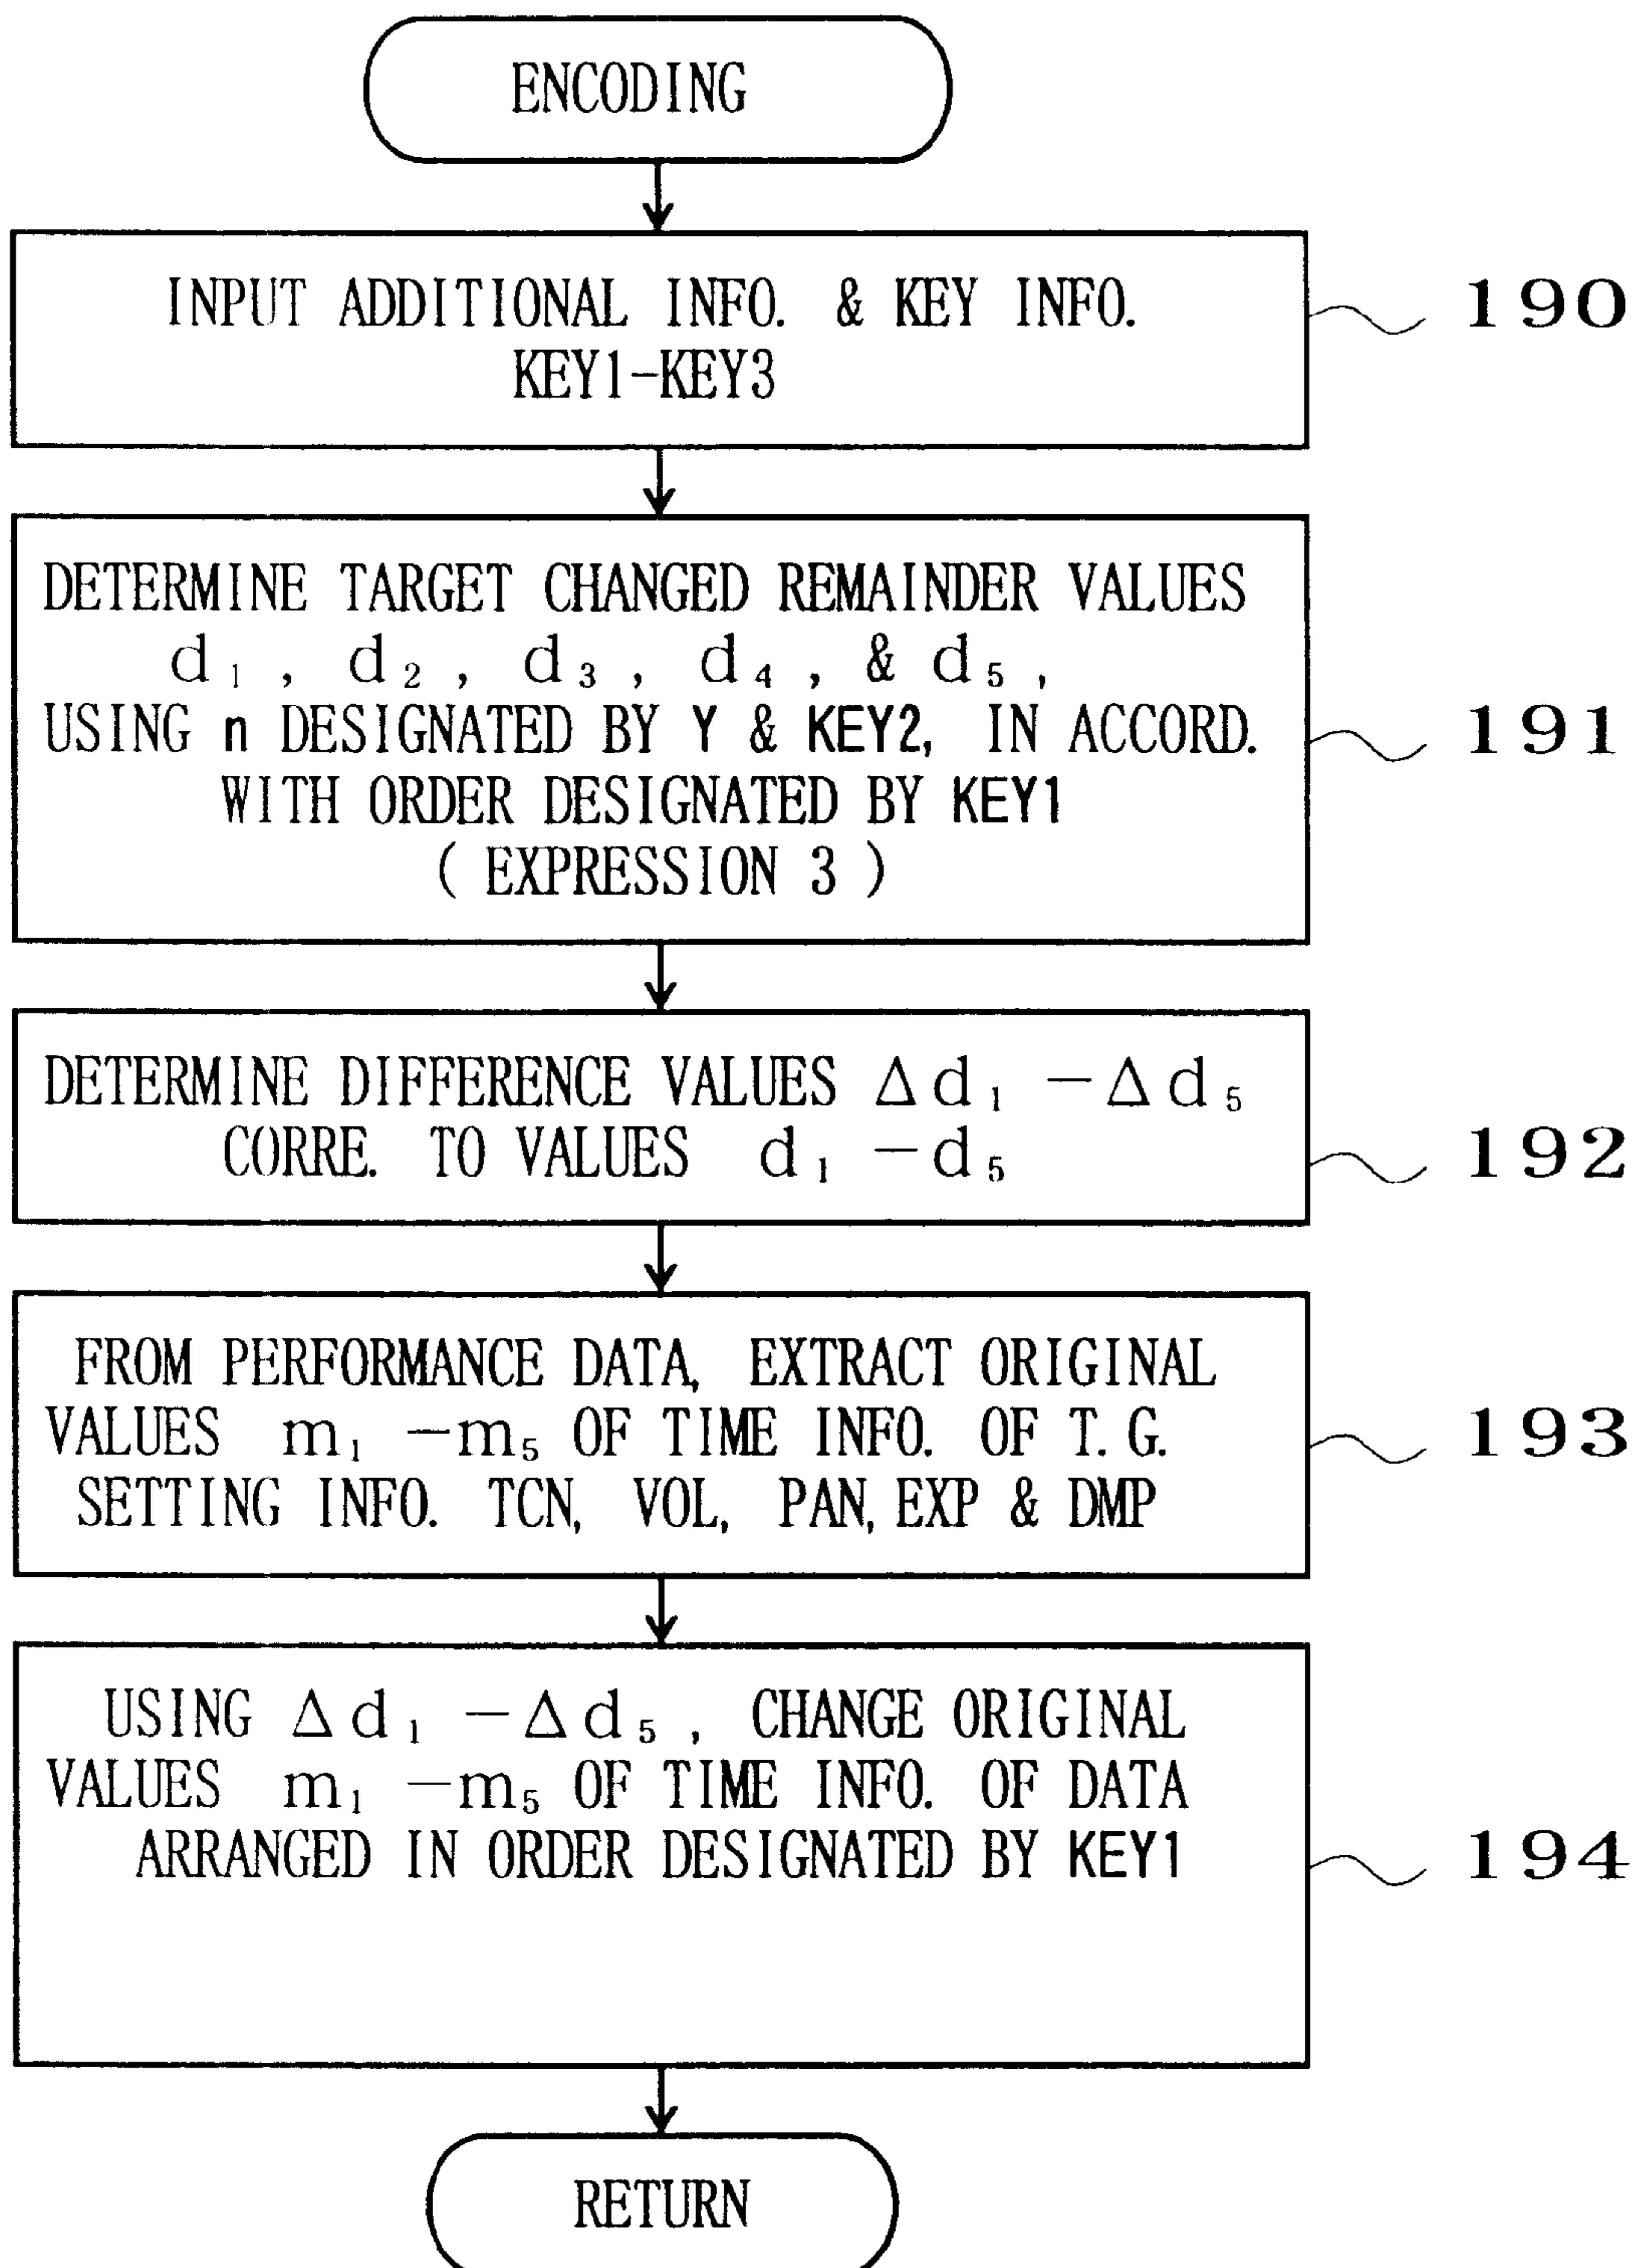 ENCODING
INPUT ADDITIONAL INFO. & KEY INFO.
KEY1-KEY3
190
DETERMINE TARGET CHANGED REMAINDER VALUES
d₁, d₂, d₃, d₄, & d₅,
USING n DESIGNATED BY Y & KEY2, IN ACCORD.
WITH ORDER DESIGNATED BY KEY1
( EXPRESSION 3 )
191
DETERMINE DIFFERENCE VALUES Δd₁ -Δd₅
CORRE. TO VALUES d₁ -d₅
192
FROM PERFORMANCE DATA, EXTRACT ORIGINAL
VALUES m₁ -m₅ OF TIME INFO. OF T.G.
SETTING INFO. TCN, VOL, PAN, EXP & DMP
193
USING Δd₁ -Δd₅, CHANGE ORIGINAL
VALUES m₁ -m₅ OF TIME INFO. OF DATA
ARRANGED IN ORDER DESIGNATED BY KEY1
194
RETURN